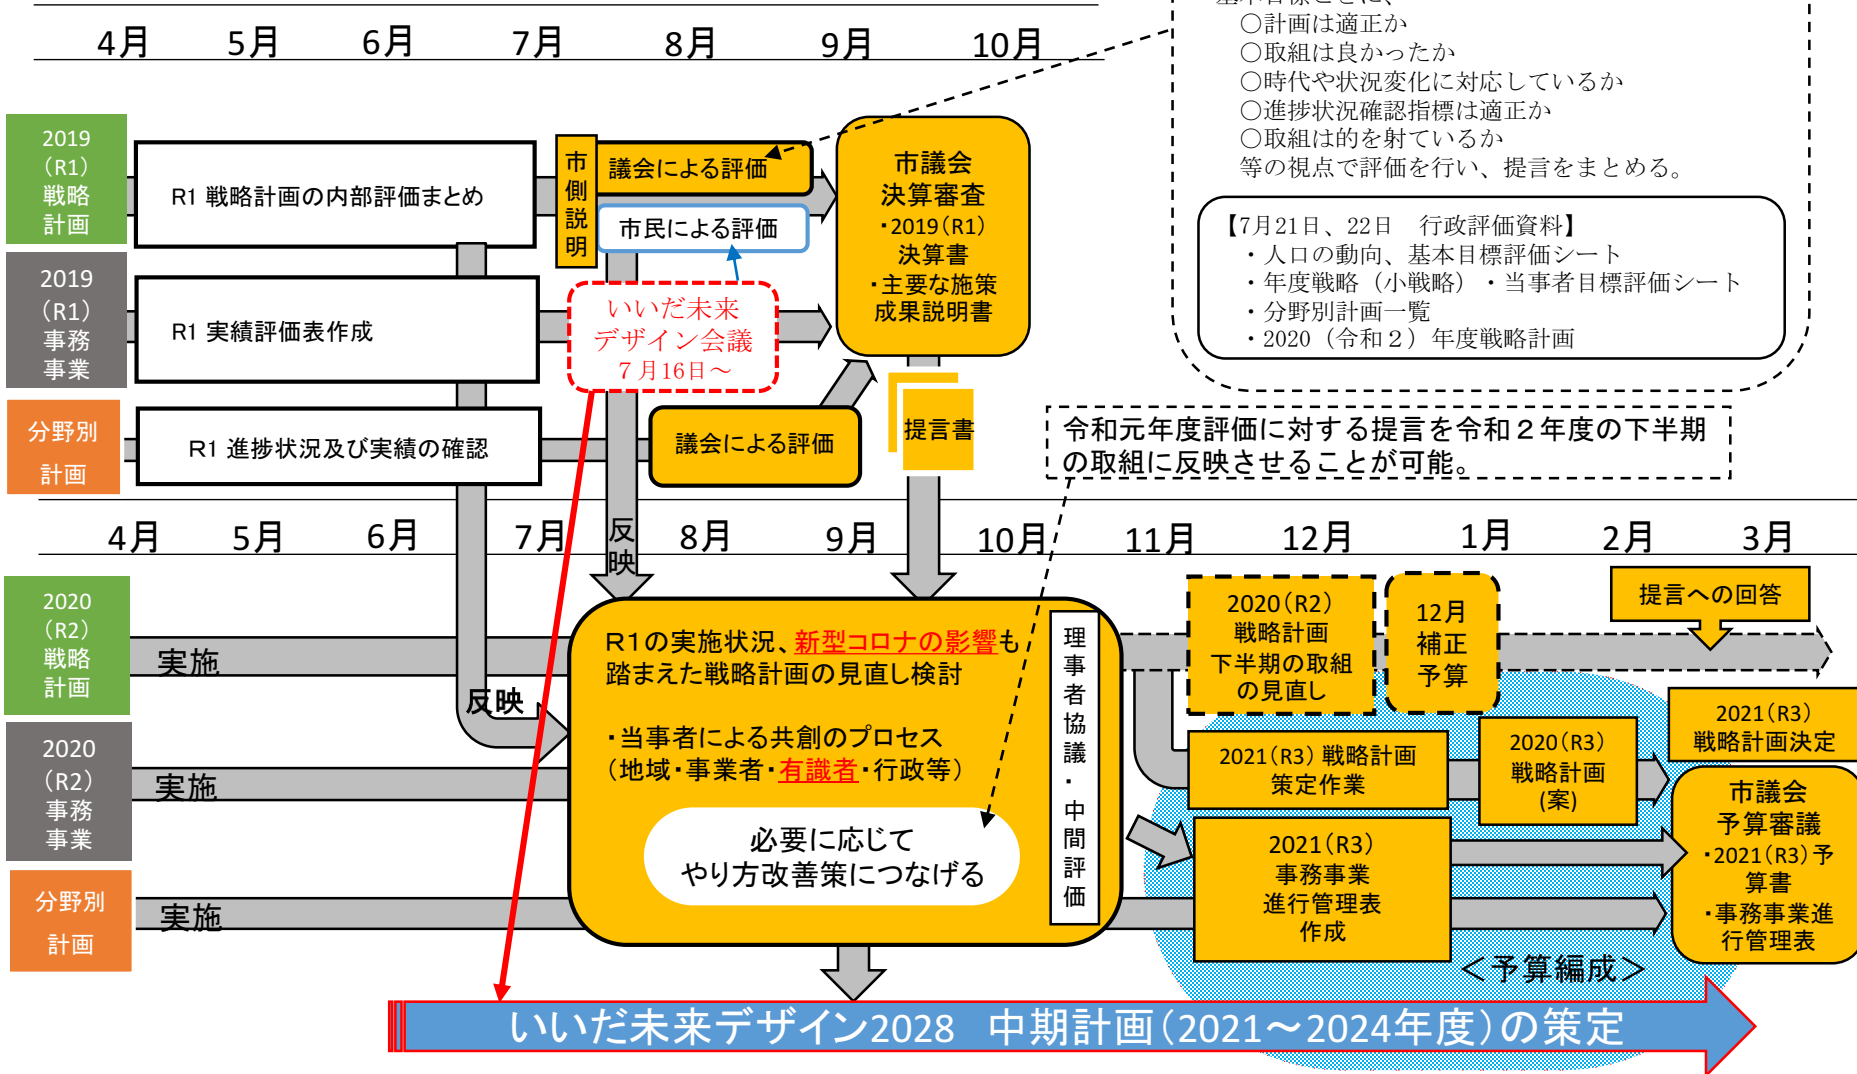 基本目標ごとに、
○計画は適正か
○取組は良かったか
○時代や状況変化に対応しているか
○進捗状況確認指標は適正か
○取組は的を射ているか
等の視点で評価を行い、提言をまとめる。
【7月21日、22日　行政評価資料】
・人口の動向、基本目標評価シート
・年度戦略（小戦略）・当事者目標評価シート
・分野別計画一覧
・2020（令和２）年度戦略計画
4月 5月 6月 7月 8月 9月 10月
2019
（R1）
戦略
計画
R1 戦略計画の内部評価まとめ
市側説明
議会による評価
市民による評価
市議会
決算審査
・2019（R1）
決算書
・主要な施策
成果説明書
2019
（R1）
事務
事業
R1 実績評価表作成
いいだ未来
デザイン会議
７月16日～
分野別
計画
R1 進捗状況及び実績の確認
議会による評価
提言書
令和元年度評価に対する提言を令和２年度の下半期
の取組に反映させることが可能。
4月 5月 6月 7月 8月 9月 10月 11月 12月 1月 2月 3月
反映
2020
（R2）
戦略
計画
実施
反映
2020
（R2）
事務
事業
実施
分野別
計画
実施
R1の実施状況、新型コロナの影響も
踏まえた戦略計画の見直し検討
・当事者による共創のプロセス
（地域・事業者・有識者・行政等）
必要に応じて
やり方改善策につなげる
理事者協議・中間評価
2020（R2）
戦略計画
下半期の取組
の見直し
12月
補正
予算
提言への回答
2021（R3） 戦略計画
策定作業
2020（R3）
戦略計画
(案)
2021（R3）
戦略計画決定
2021（R3）
事務事業
進行管理表
作成
市議会
予算審議
・2021（R3）予
算書
・事務事業進
行管理表
＜予算編成＞
いいだ未来デザイン2028　中期計画（2021～2024年度）の策定